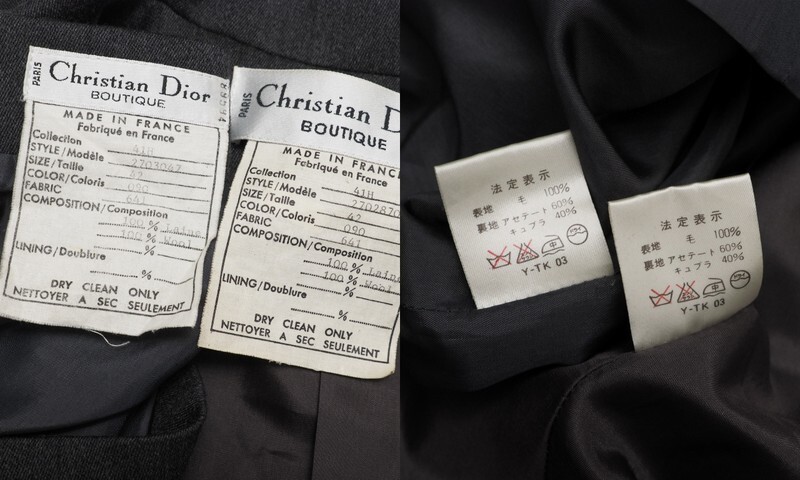 PARIS
Christian Dior
BOUTIQUE
MADE IN FRANCE
Fabriqué en France
Collection 41H
STYLE/Modèle 2703047
SIZE/Taille 42
COLOR/Coloris 090
FABRIC 641
COMPOSITION/Composition
100 % Laine
100 % Wool
LINING/Doublure
%
DRY CLEAN ONLY
NETTOYER A SEC SEULEMENT
PARIS
Christian D
BOUTIQUE
MADE IN FRANC
Fabriqué en France
Collection
STYLE/Modèle 41H
SIZE/Taille 2702870
COLOR/Coloris 42
FABRIC 090
COMPOSITION/Composition 641
100 % Laine
100 % Wool
%
LINING/Doublure
%
DRY CLEAN ONLY
NETTOYER A SEC SEULEMENT
法定表示
表地 毛 100%
裏地 アセテート 60%
キュプラ 40%
Y-TK 03
法定表示
表地 毛 100%
裏地 アセテート 60%
キュプラ 40%
Y-TK 03